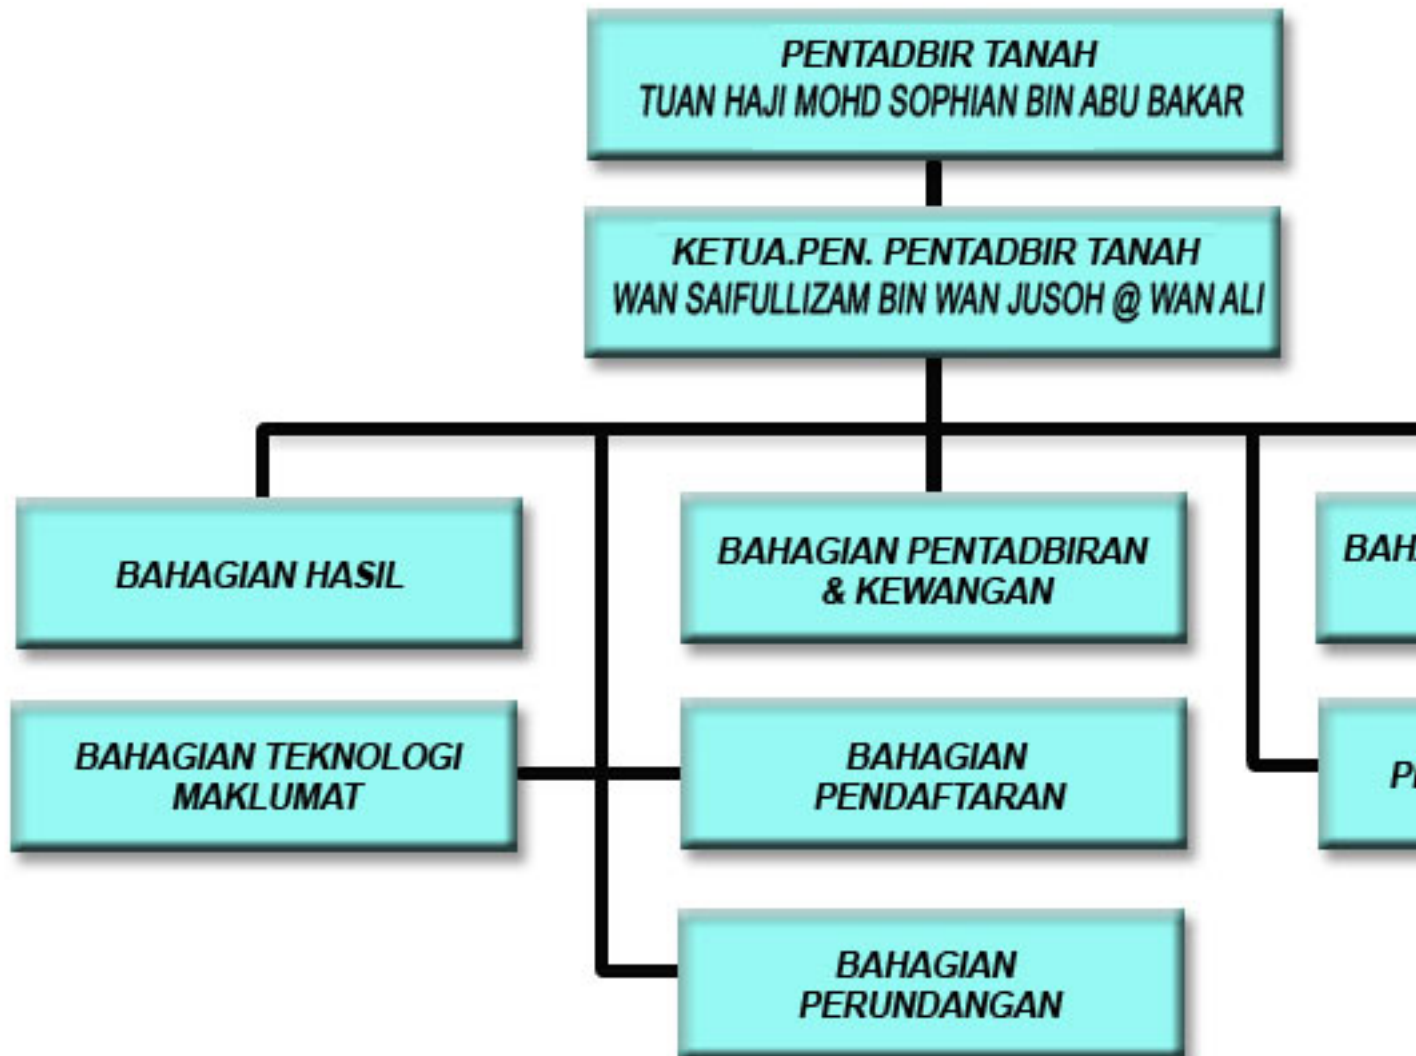 PENTADBIR TANAH
TUAN HAJI MOHD SOPHIAN BIN ABU BAKAR
KETUA.PEN. PENTADBIR TANAH
WAN SAIFULLIZAM BIN WAN JUSOH @ WAN ALI
BAHAGIAN HASIL
BAHAGIAN PENTADBIRAN
& KEWANGAN
BAHAGIAN TEKNOLOGI
MAKLUMAT
BAHAGIAN
PENDAFTARAN
BAHAGIAN
PERUNDANGAN